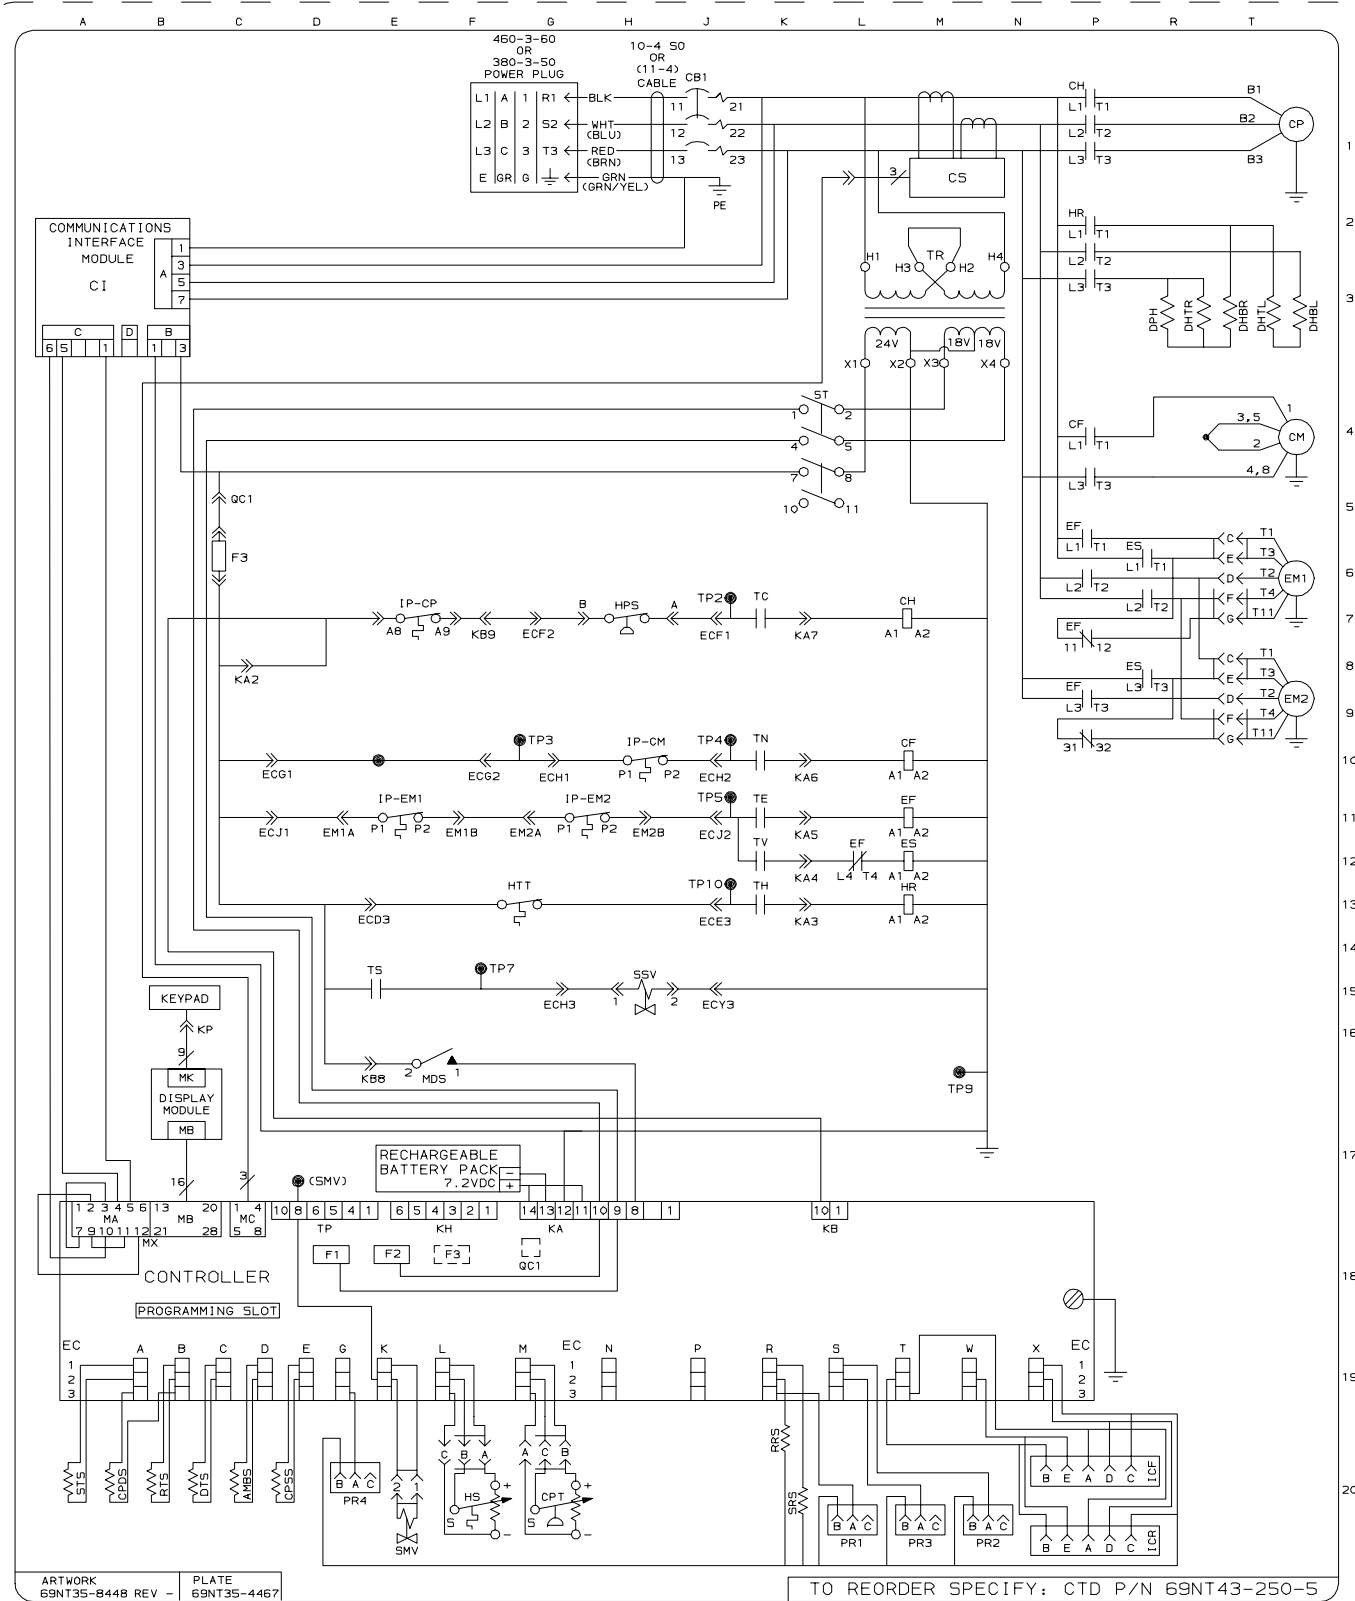 A B C D E F G H J K L M N P R S T
460-3-60
OR
380-3-50
POWER PLUG
10-4 SO
OR
(11-4)
CABLE
CB1
L1 A 1 R1 BLK 11 21
L2 B 2 S2 WHT 12 22
(BLU)
L3 C 3 T3 RED 13 23
(BRN)
E GR G GRN
(GRN/YEL)
PE
3 CS
CH
L1 T1 B1
L2 T2 B2 CP
L3 T3 B3
1
2
COMMUNICATIONS
INTERFACE
MODULE
CI
A
1
3
5
7
C D B
6 5 1 1 3
H1 H3 TR H2 H4
24V 18V 18V
X1 X2 X3 X4
HR
L1 T1
L2 T2
L3 T3
DPH DHTR DHBR DHTL DHBL
3
ST
1 2
4 5
7 8
10 11
CF
L1 T1
L3 T3
1
3,5
2
4,8
CM
4
5
QC1
F3
EF
L1 T1
ES
L1 T1
L2 T2
L2 T2
EF
11 12
C T1
E T3
D T2 EM1
F T4
G T11
6
7
IP-CP B HPS A TP2 TC CH
A8 A9 KB9 ECF2 ECF1 KA7 A1 A2
KA2
ES
L3 T3
EF
L3 T3
31 32
C T1
E T3
D T2 EM2
F T4
G T11
8
9
TP3 IP-CM TP4 TN CF
ECG1 ECG2 ECH1 P1 P2 ECH2 KA6 A1 A2
10
IP-EM1 IP-EM2 TP5 TE EF
ECJ1 EM1A P1 P2 EM1B EM2A P1 P2 EM2B ECJ2 KA5 A1 A2
11
TV EF ES
KA4 L4 T4 A1 A2
12
HTT TP10 TH HR
ECD3 ECE3 KA3 A1 A2
13
14
TS TP7 SSV
ECH3 1 2 ECY3
15
KEYPAD
KP
9
MK
DISPLAY
MODULE
MB
16
KB8 2 MDS 1
TP9
16
RECHARGEABLE
BATTERY PACK
7.2VDC
-
+
17
3
(SMV)
1 2 3 4 5 6 13 20 1 4 10 8 6 5 4 1 6 5 4 3 2 1 14 13 12 11 10 9 8 1 10 1
MA MB MC TP KH KA KB
7 9 10 11 12 21 28 5 8
MX
F1 F2 F3 QC1
CONTROLLER
PROGRAMMING SLOT
18
EC A B C D E G K L M EC N P R S T W X EC
1 1 1
2 2 2
3 3 3
19
STS CPDS RTS DTS AMBS CPSS
B A C
PR4
2 1
SMV
C B A
HS
S + -
A C B
CPT
S + -
RRS
SRS
B A C
PR1
B A C
PR3
B A C
PR2
B E A D C ICF
B E A D C ICR
20
ARTWORK
69NT35-8448 REV -
PLATE
69NT35-4467
TO REORDER SPECIFY: CTD P/N 69NT43-250-5